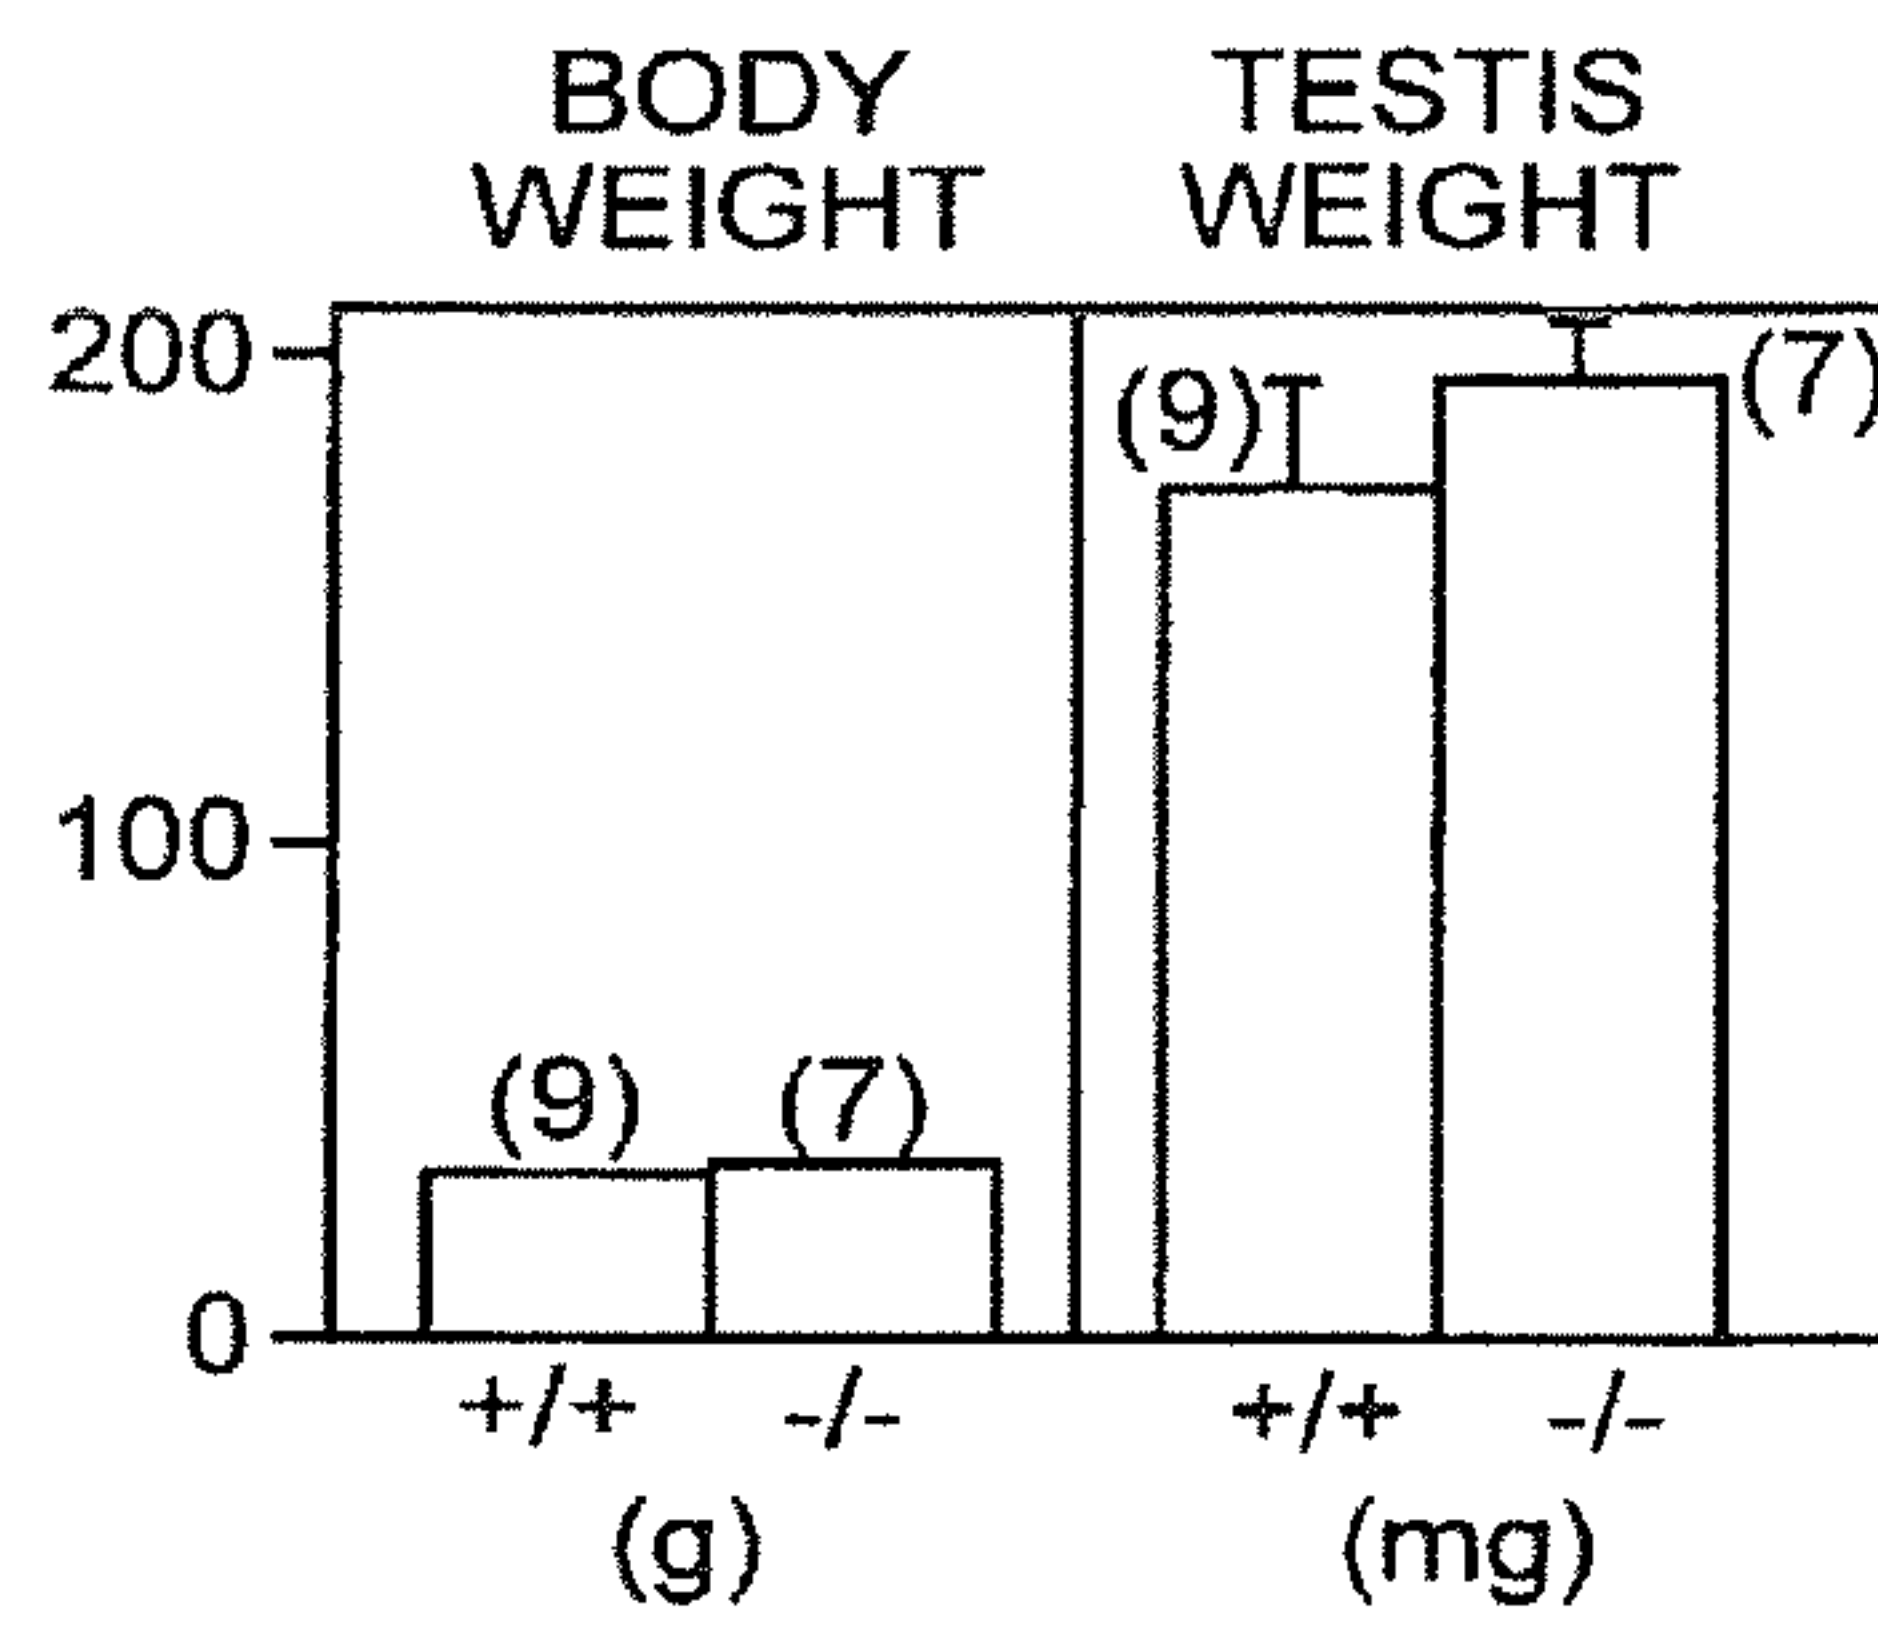 BODY WEIGHT
TESTIS WEIGHT
200
100
0
(9)
(7)
(9)
(7)
+/+
-/-
+/+
-/-
(g)
(mg)